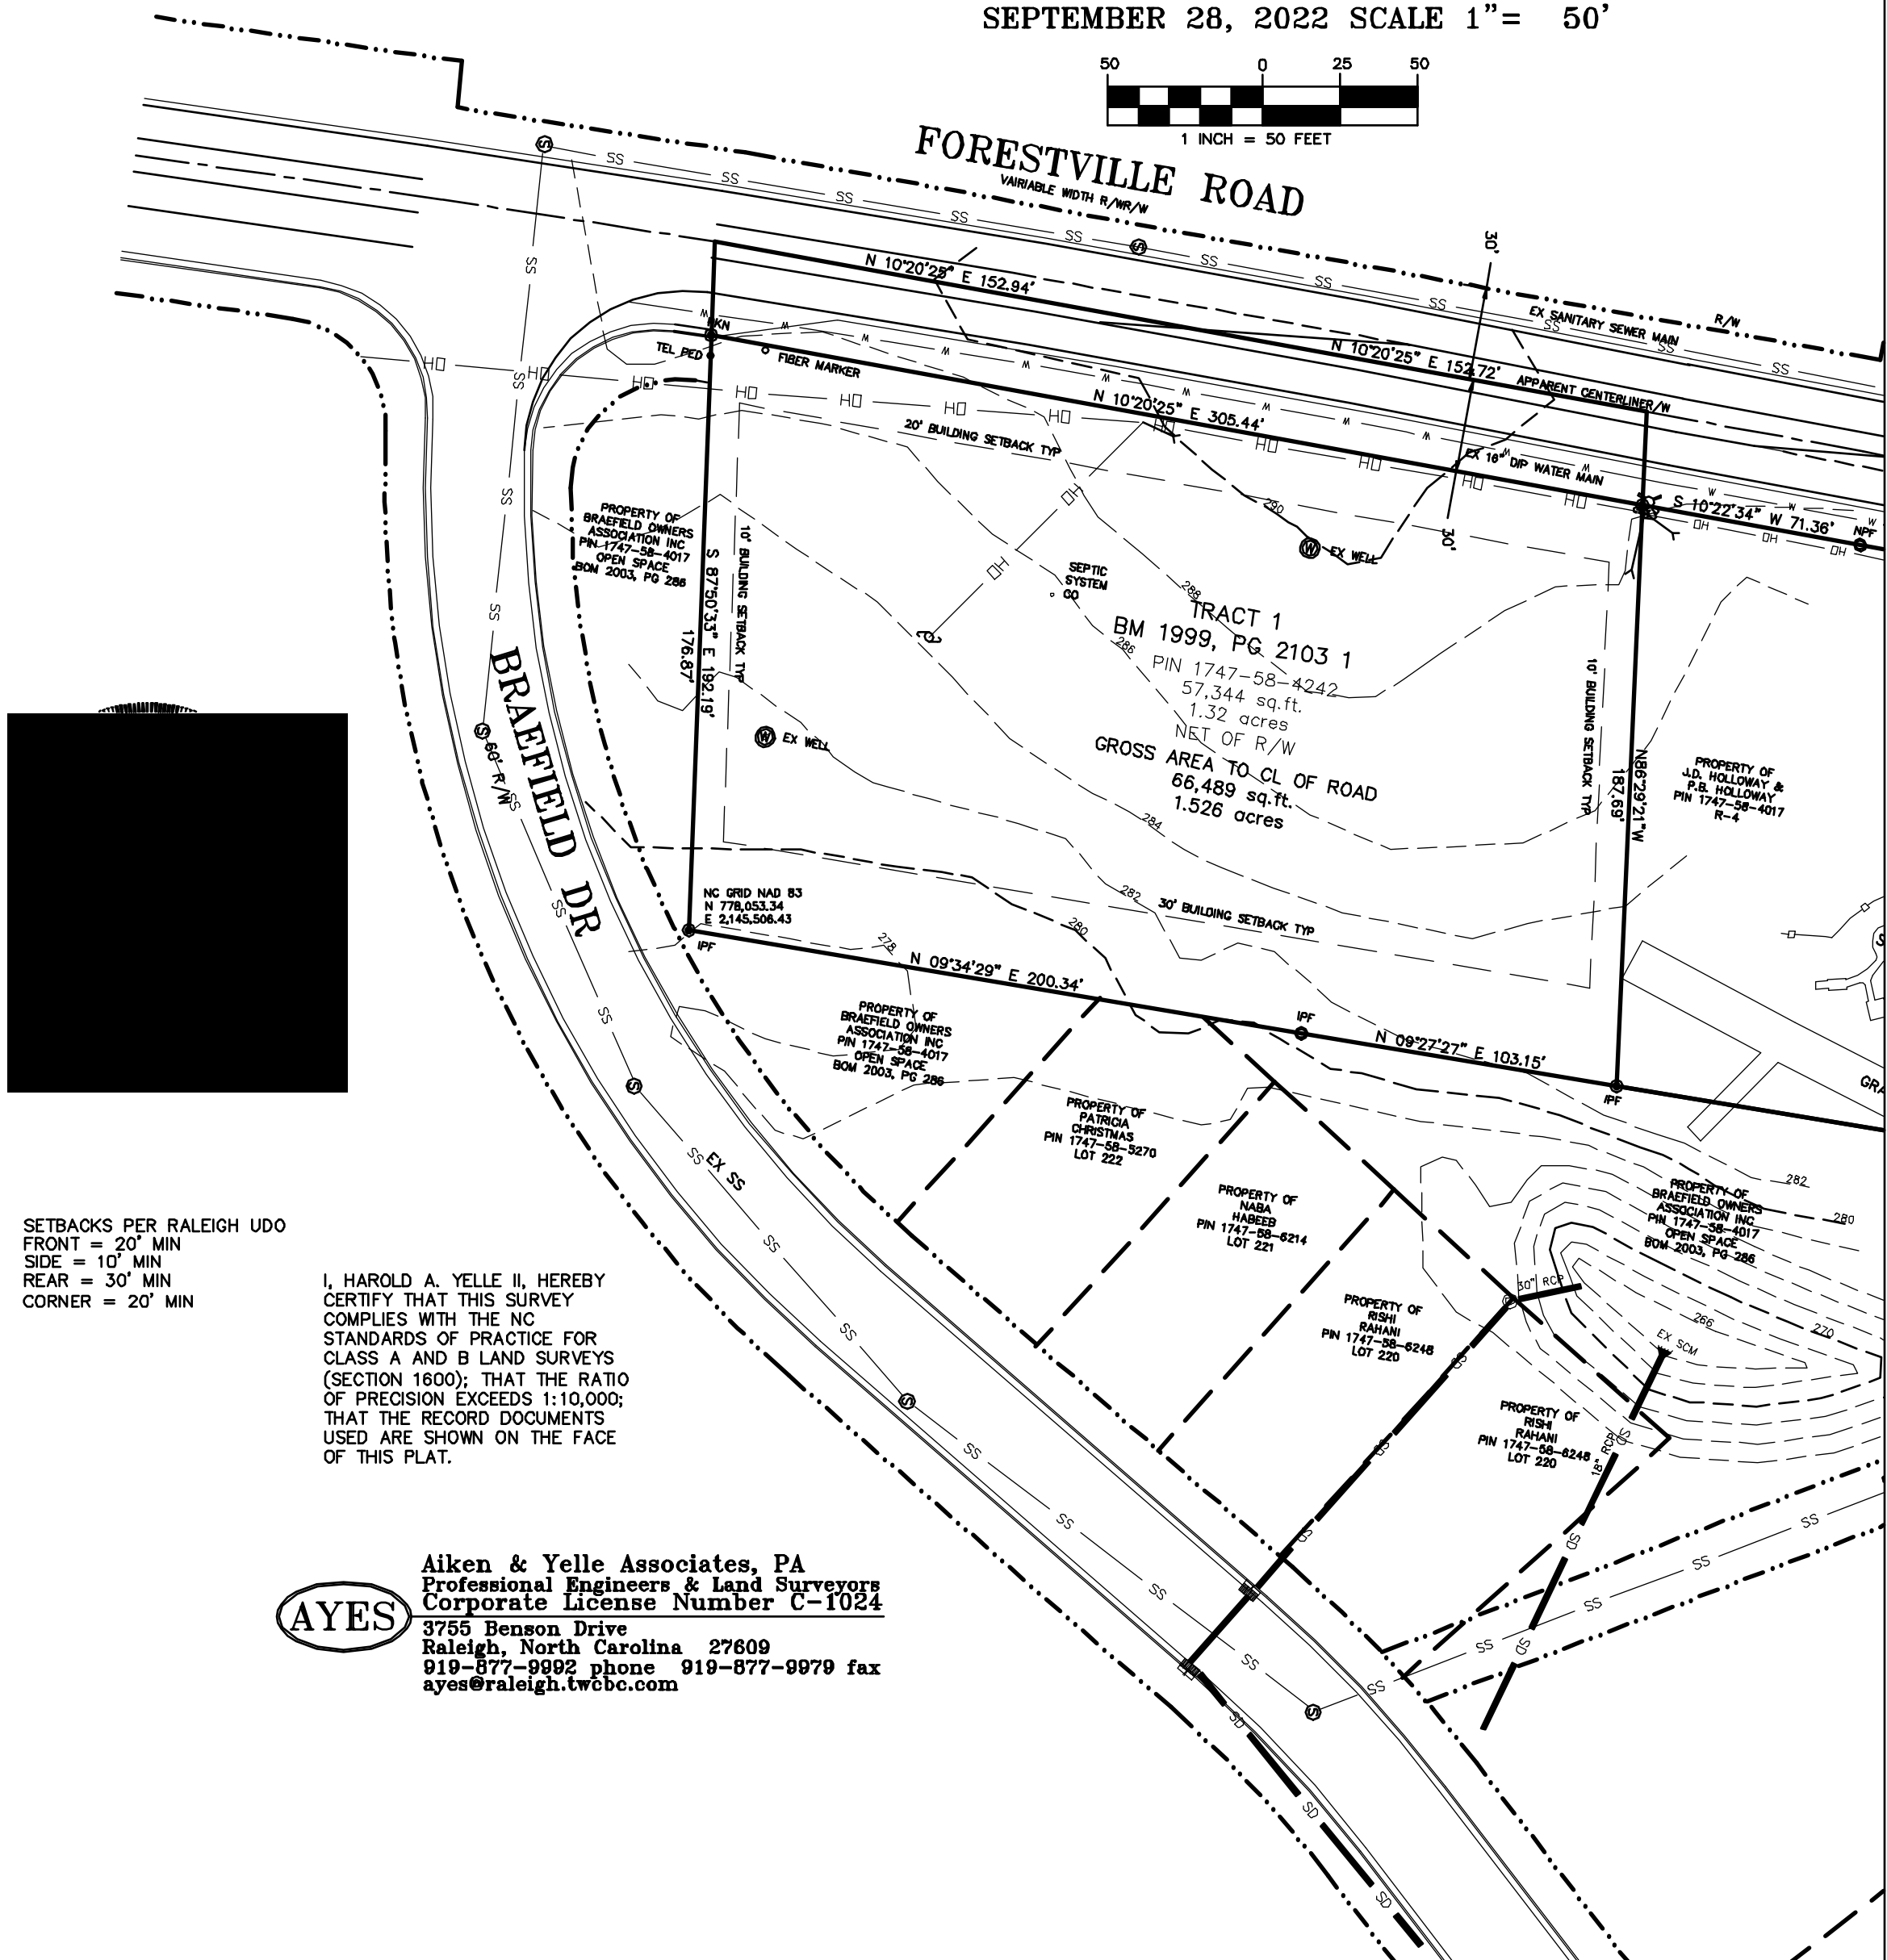 SEPTEMBER 28, 2022 SCALE 1"= 50'
50 0 25 50
1 INCH = 50 FEET
FORESTVILLE ROAD
VAIRIABLE WIDTH R/WR/W
N 10°20'25" E 152.94'
30'
R/W
EX SANITARY SEWER MAIN
N 10°20'25" E 152.72'
APPARENT CENTERLINER/W
PKN
TEL PED
FIBER MARKER
N 10°20'25" E 305.44'
20' BUILDING SETBACK TYP
EX 16" DIP WATER MAIN
S 10°22'34" W 71.36'
NPF
30'
290
EX WELL
PROPERTY OF
BRAEFIELD OWNERS
ASSOCIATION INC
PIN 1747-58-4017
OPEN SPACE
BOM 2003, PG 286
10' BUILDING SETBACK TYP
S 87°50'33" E 192.19'
176.87'
SEPTIC
SYSTEM
CO
288
286
TRACT 1
BM 1999, PG 2103 1
PIN 1747-58-4242
57,344 sq.ft.
1.32 acres
NET OF R/W
GROSS AREA TO CL OF ROAD
66,489 sq.ft.
1.526 acres
10' BUILDING SETBACK TYP
N86°29'21"W
187.69'
PROPERTY OF
J.D. HOLLOWAY &
P.B. HOLLOWAY
PIN 1747-58-4017
R-4
EX WELL
BRAEFIELD DR
60' R/W
284
282
280
278
30' BUILDING SETBACK TYP
NC GRID NAD 83
N 778,053.34
E 2,145,506.43
IPF
N 09°34'29" E 200.34'
IPF
N 09°27'27" E 103.15'
IPF
PROPERTY OF
BRAEFIELD OWNERS
ASSOCIATION INC
PIN 1747-58-4017
OPEN SPACE
BOM 2003, PG 286
PROPERTY OF
PATRICIA
CHRISTMAS
PIN 1747-58-5270
LOT 222
EX SS
PROPERTY OF
NABA
HABEEB
PIN 1747-58-6214
LOT 221
PROPERTY OF
BRAEFIELD OWNERS
ASSOCIATION INC
PIN 1747-58-4017
OPEN SPACE
BOM 2003, PG 286
282
280
30" RCP
266
270
EX SCM
PROPERTY OF
RISHI
RAHANI
PIN 1747-58-6248
LOT 220
PROPERTY OF
RISHI
RAHANI
PIN 1747-58-6248
LOT 220
18" RCP
SETBACKS PER RALEIGH UDO
FRONT = 20' MIN
SIDE = 10' MIN
REAR = 30' MIN
CORNER = 20' MIN
I, HAROLD A. YELLE II, HEREBY
CERTIFY THAT THIS SURVEY
COMPLIES WITH THE NC
STANDARDS OF PRACTICE FOR
CLASS A AND B LAND SURVEYS
(SECTION 1600); THAT THE RATIO
OF PRECISION EXCEEDS 1:10,000;
THAT THE RECORD DOCUMENTS
USED ARE SHOWN ON THE FACE
OF THIS PLAT.
AYES
Aiken & Yelle Associates, PA
Professional Engineers & Land Surveyors
Corporate License Number C-1024
3755 Benson Drive
Raleigh, North Carolina 27609
919-877-9992 phone 919-877-9979 fax
ayes@raleigh.twcbc.com